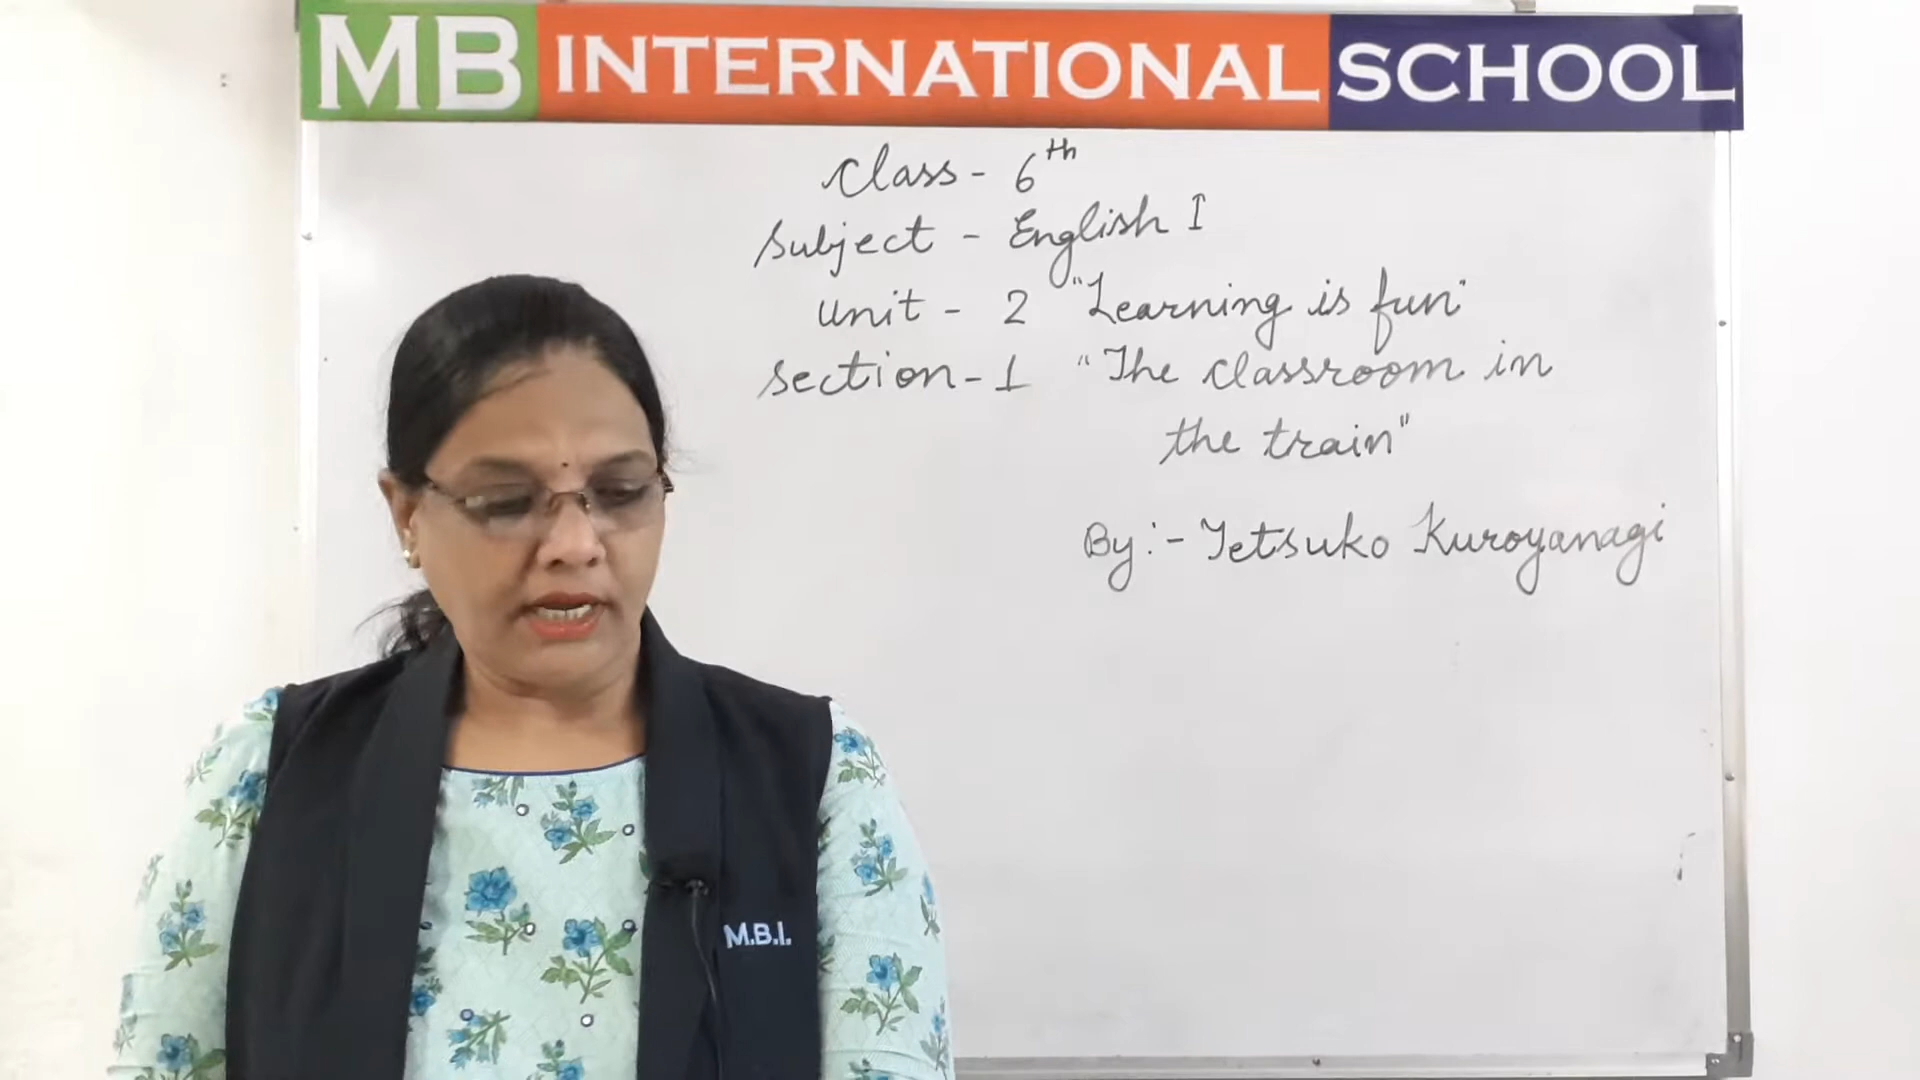 MB INTERNATIONAL SCHOOL
Class - 6th
Subject - English I
Unit - 2 "Learning is fun"
Section - 1 "The classroom in
the train"
By :- Tetsuko Kuroyanagi
M.B.I.